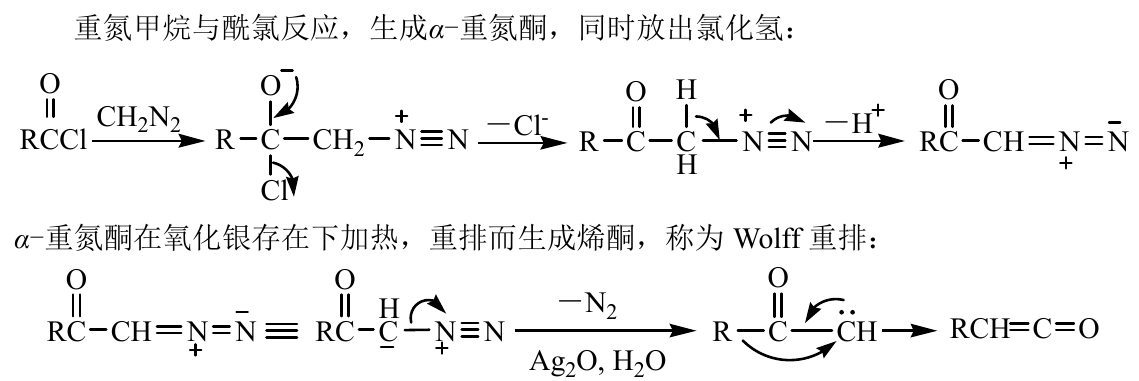 重氮甲烷与酰氯反应，生成α-重氮酮，同时放出氯化氢：
O O⁻ O H O
RCCl CH₂N₂ R-C-CH₂-N⁺≡N -Cl⁻ R-C-C-N⁺≡N -H⁺ RC-CH=N⁺=N⁻
Cl H
α-重氮酮在氧化银存在下加热，重排而生成烯酮，称为 Wolff 重排：
O O H O
RC-CH=N⁺=N⁻ ≡ RC-C⁻-N⁺≡N -N₂ R-C-CH: RCH=C=O
Ag₂O, H₂O